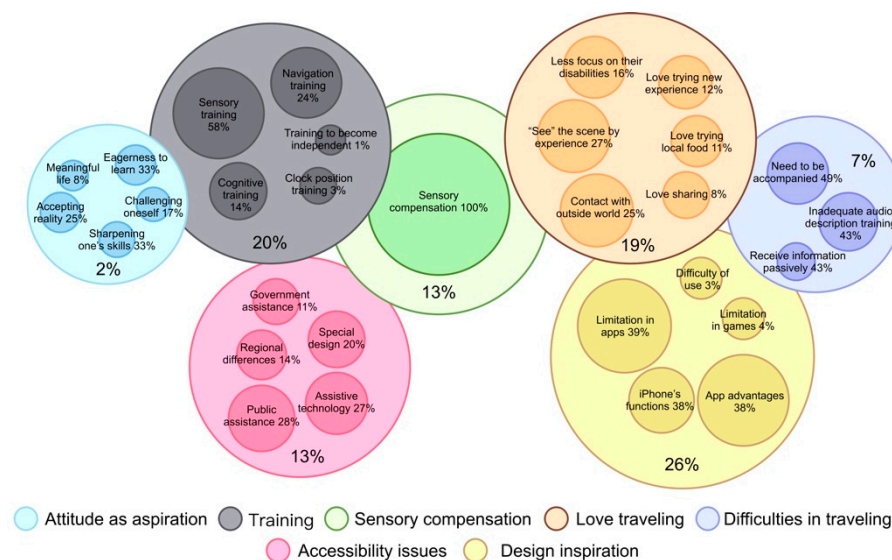 Sensory
training
58%
Navigation
training
24%
Training to become
independent 1%
Cognitive
training
14%
Clock position
training 3%
20%
Meaningful
life 8%
Eagerness to
learn 33%
Accepting
reality 25%
Challenging
oneself 17%
Sharpening
one's skills 33%
2%
Sensory
compensation 100%
13%
Less focus on their
disabilities 16%
Love trying new
experience 12%
“See” the scene by
experience 27%
Love trying
local food 11%
Contact with
outside world 25%
Love sharing 8%
19%
7%
Need to be
accompanied 49%
Inadequate audio
description training
43%
Receive information
passively 43%
Government
assistance 11%
Special
design 20%
Regional
differences 14%
Public
assistance 28%
Assistive
technology 27%
13%
Difficulty of
use 3%
Limitation in
apps 39%
Limitation
in games 4%
iPhone's
functions 38%
App advantages
38%
26%
Attitude as aspiration
Training
Sensory compensation
Love traveling
Difficulties in traveling
Accessibility issues
Design inspiration